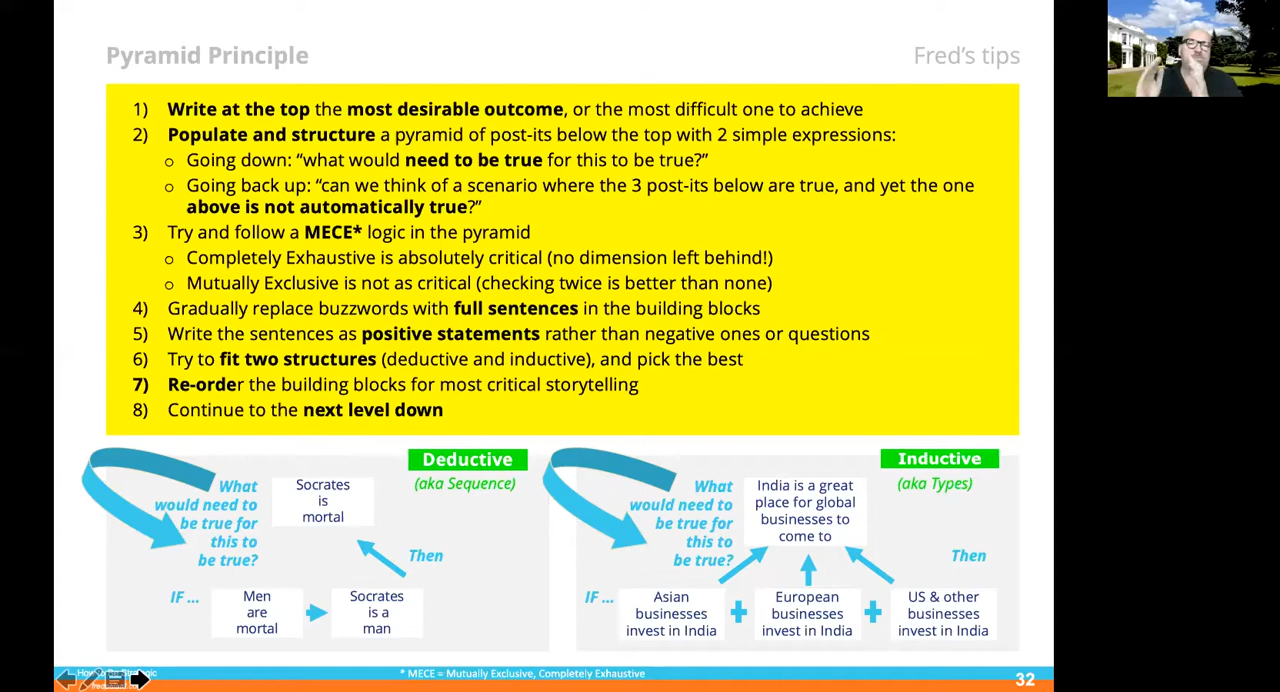 Pyramid Principle
Fred's tips
1) Write at the top the most desirable outcome, or the most difficult one to achieve
2) Populate and structure a pyramid of post-its below the top with 2 simple expressions:
o Going down: “what would need to be true for this to be true?”
o Going back up: “can we think of a scenario where the 3 post-its below are true, and yet the one
above is not automatically true?”
3) Try and follow a MECE* logic in the pyramid
o Completely Exhaustive is absolutely critical (no dimension left behind!)
o Mutually Exclusive is not as critical (checking twice is better than none)
4) Gradually replace buzzwords with full sentences in the building blocks
5) Write the sentences as positive statements rather than negative ones or questions
6) Try to fit two structures (deductive and inductive), and pick the best
7) Re-order the building blocks for most critical storytelling
8) Continue to the next level down
Deductive
(aka Sequence)
What
would need to
be true for
this to
be true?
Socrates
is
mortal
Then
IF ...
Men
are
mortal
Socrates
is a
man
Inductive
(aka Types)
What
would need to
be true for
this to
be true?
India is a great
place for global
businesses to
come to
Then
IF ...
Asian
businesses
invest in India
European
businesses
invest in India
US & other
businesses
invest in India
* MECE = Mutually Exclusive, Completely Exhaustive
32